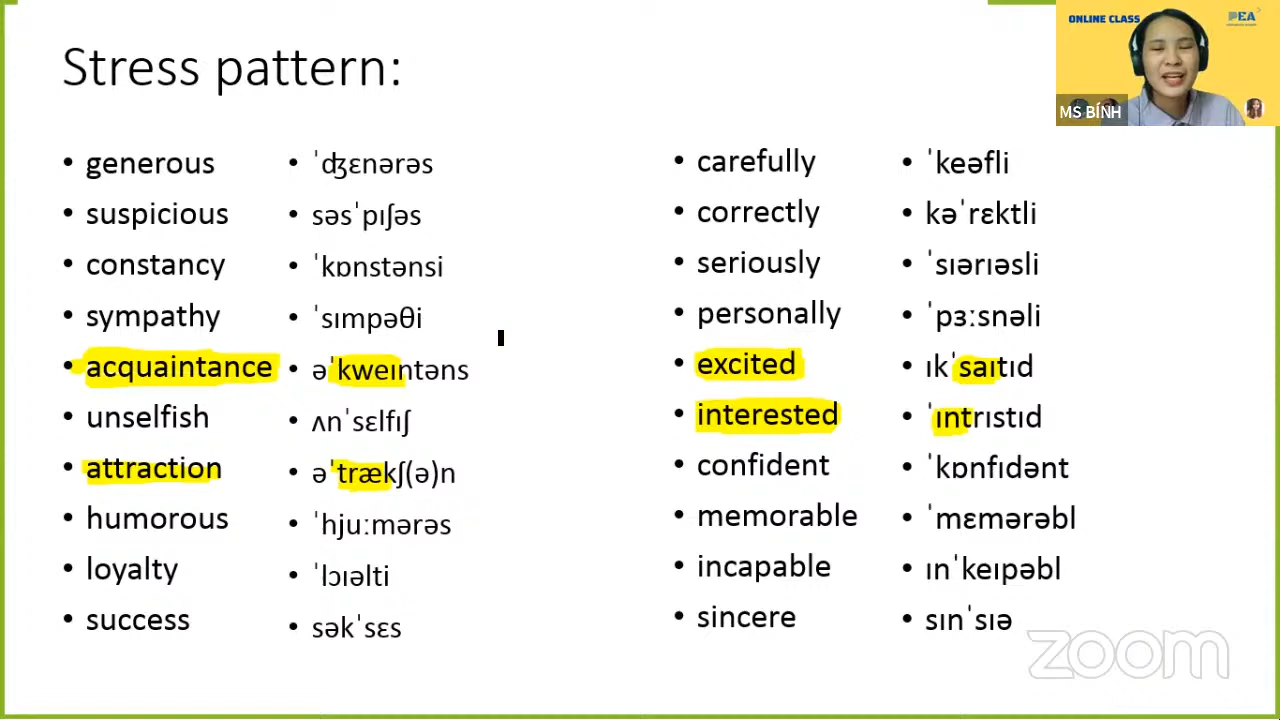 Stress pattern:
ONLINE CLASS
PEA
MS BÍNH
• generous • ˈʤɛnərəs
• suspicious • səsˈpɪʃəs
• constancy • ˈkɒnstənsi
• sympathy • ˈsɪmpəθi
• acquaintance • əˈkweɪntəns
• unselfish • ʌnˈsɛlfɪʃ
• attraction • əˈtrækʃ(ə)n
• humorous • ˈhjuːmərəs
• loyalty • ˈlɔɪəlti
• success • səkˈsɛs
• carefully • ˈkeəfli
• correctly • kəˈrɛktli
• seriously • ˈsɪərɪəsli
• personally • ˈpɜːsnəli
• excited • ɪkˈsaɪtɪd
• interested • ˈɪntrɪstɪd
• confident • ˈkɒnfɪdənt
• memorable • ˈmɛmərəbl
• incapable • ɪnˈkeɪpəbl
• sincere • sɪnˈsɪə
zoom